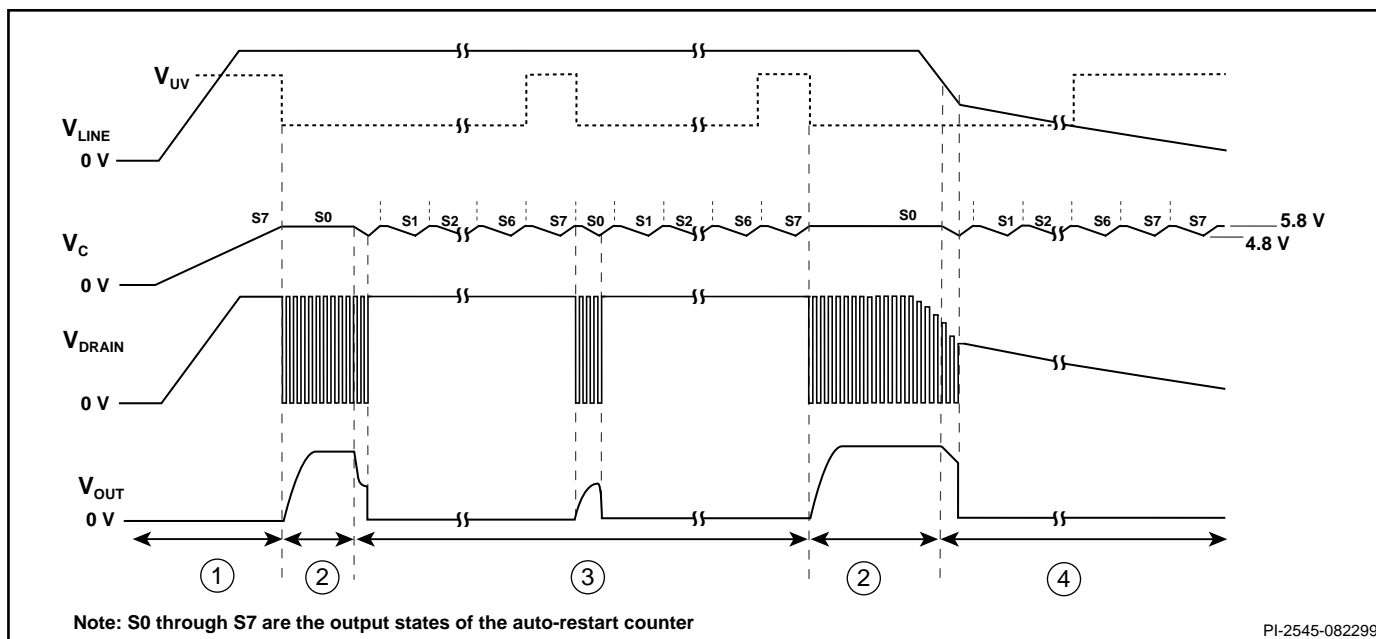 V_UV
V_LINE
0 V
S7 S0 S1 S2 S6 S7 S0 S1 S2 S6 S7 S0 S1 S2 S6 S7 S7
5.8 V
4.8 V
V_C
0 V
V_DRAIN
0 V
V_OUT
0 V
1 2 3 2 4
Note: S0 through S7 are the output states of the auto-restart counter
PI-2545-082299